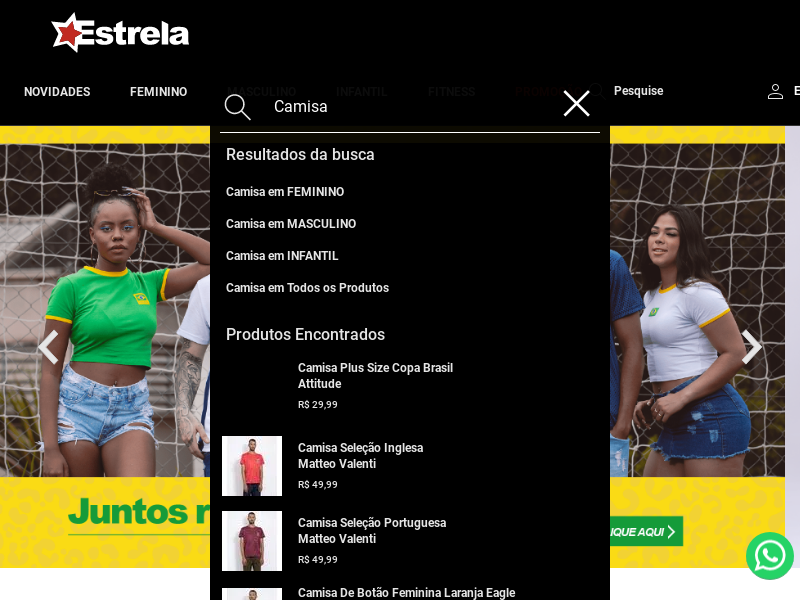 Estrela
NOVIDADES
FEMININO
MASCULINO
INFANTIL
FITNESS
Pesquise
Camisa
Resultados da busca
Camisa em FEMININO
Camisa em MASCULINO
Camisa em INFANTIL
Camisa em Todos os Produtos
Produtos Encontrados
Camisa Plus Size Copa Brasil
Attitude
R$ 29,99
Camisa Seleção Inglesa
Matteo Valenti
R$ 49,99
Camisa Seleção Portuguesa
Matteo Valenti
R$ 49,99
Camisa De Botão Feminina Laranja Eagle
Juntos
IQUE AQUI